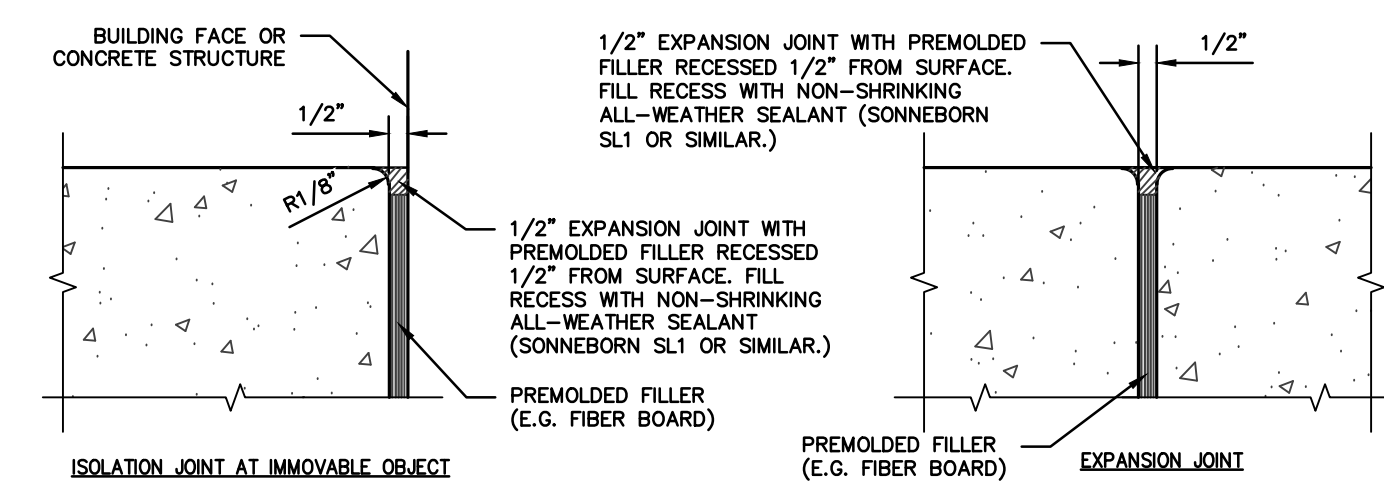 BUILDING FACE OR
CONCRETE STRUCTURE
1/2"
R1/8"
1/2" EXPANSION JOINT WITH
PREMOLDED FILLER RECESSED
1/2" FROM SURFACE. FILL
RECESS WITH NON-SHRINKING
ALL-WEATHER SEALANT
(SONNEBORN SL1 OR SIMILAR.)
PREMOLDED FILLER
(E.G. FIBER BOARD)
ISOLATION JOINT AT IMMOVABLE OBJECT
1/2" EXPANSION JOINT WITH PREMOLDED
FILLER RECESSED 1/2" FROM SURFACE.
FILL RECESS WITH NON-SHRINKING
ALL-WEATHER SEALANT (SONNEBORN
SL1 OR SIMILAR.)
1/2"
PREMOLDED FILLER
(E.G. FIBER BOARD)
EXPANSION JOINT